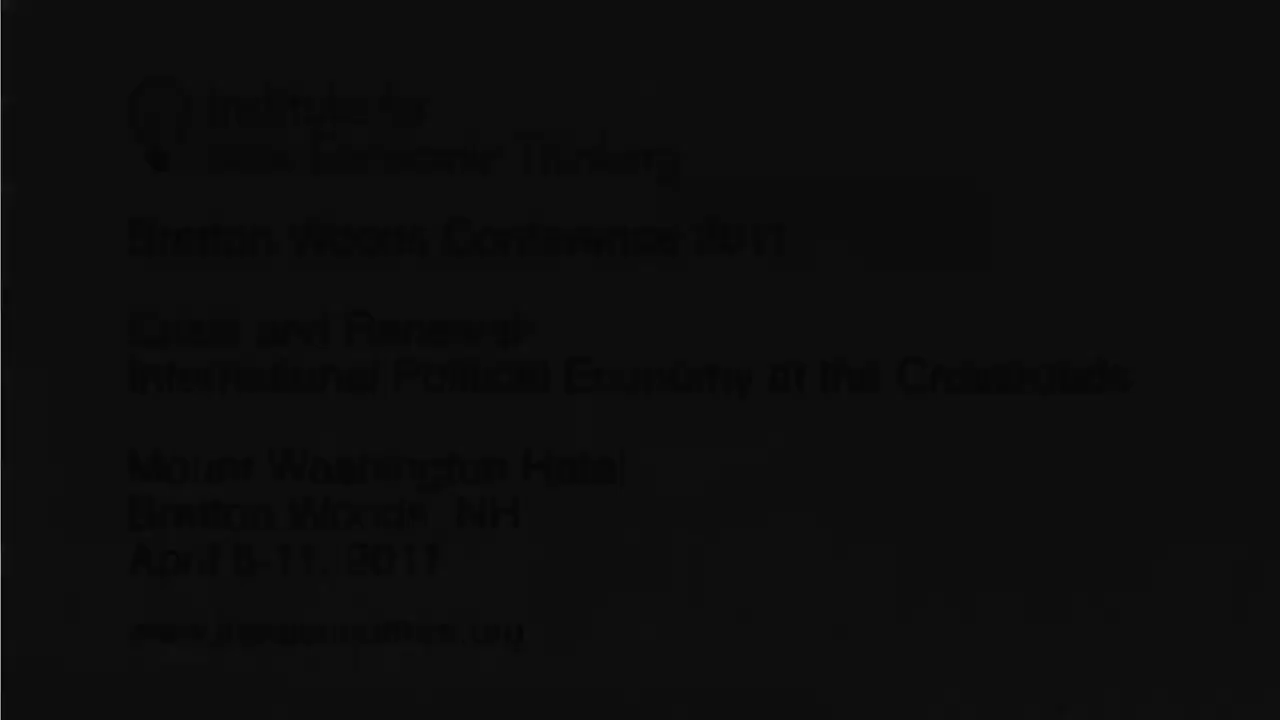 Institute for
New Economic Thinking
Bretton Woods Conference 2011
Crisis and Renewal:
International Political Economy at the Crossroads
Mount Washington Hotel
Bretton Woods, NH
April 8-11, 2011